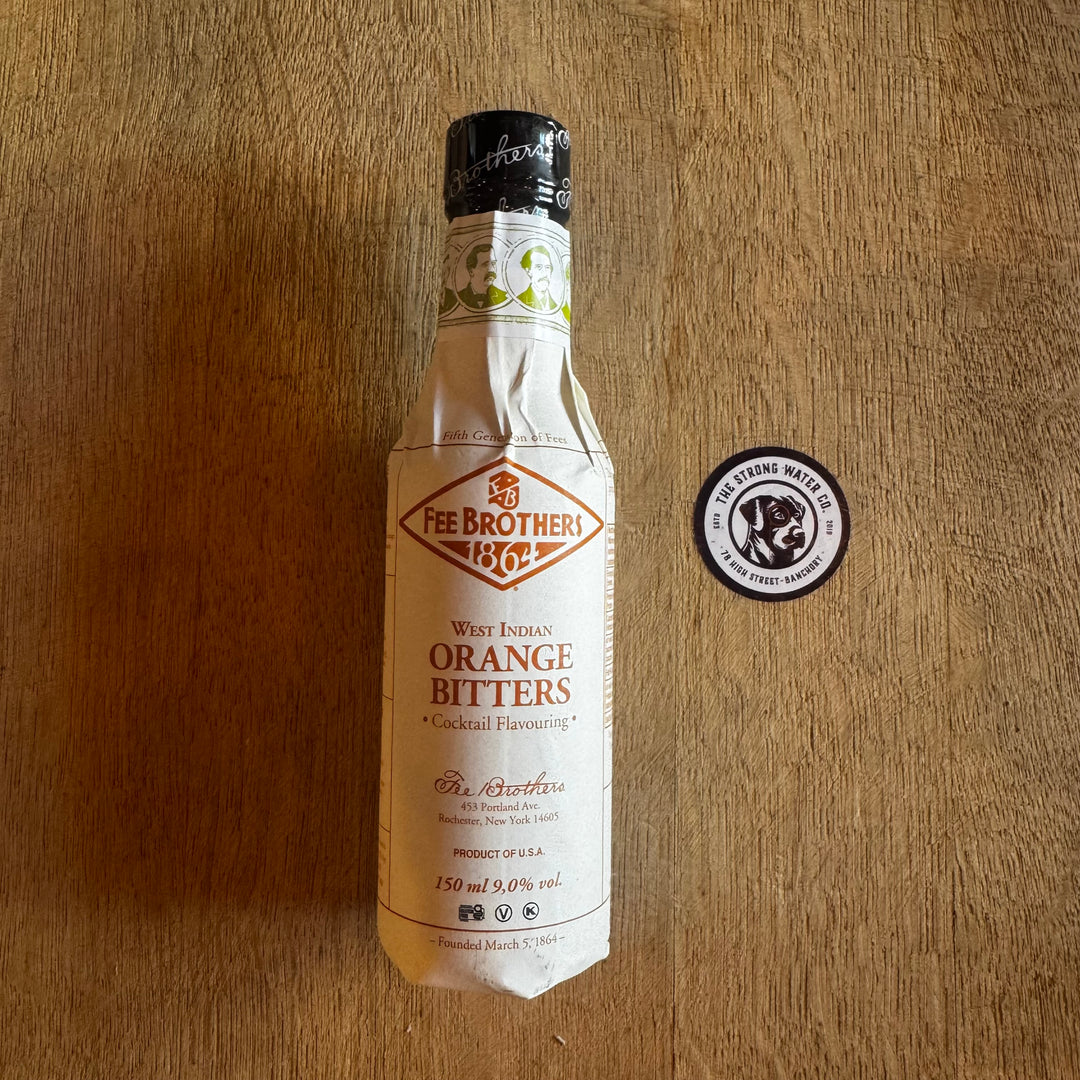 Brothers
Fifth Generation of Fees
FB
FEE BROTHERS
1864
WEST INDIAN
ORANGE
BITTERS
• Cocktail Flavouring •
Fee Brothers
453 Portland Ave.
Rochester, New York 14605
PRODUCT OF U.S.A.
150 ml 9,0% vol.
V K
– Founded March 5, 1864 –
THE STRONG WATER CO.
ESTD 2010
· 78 HIGH STREET - BANCHORY ·